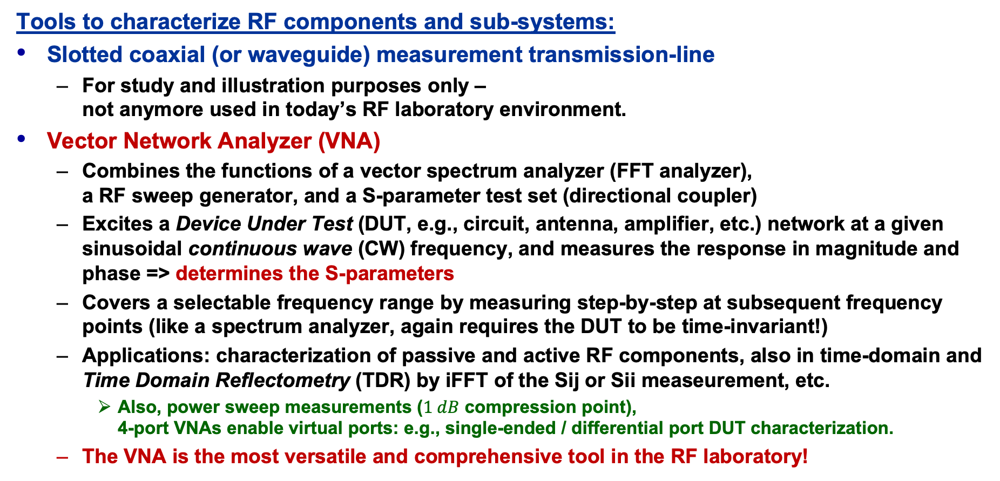 Tools to characterize RF components and sub-systems:
• Slotted coaxial (or waveguide) measurement transmission-line
– For study and illustration purposes only –
not anymore used in today’s RF laboratory environment.
• Vector Network Analyzer (VNA)
– Combines the functions of a vector spectrum analyzer (FFT analyzer),
a RF sweep generator, and a S-parameter test set (directional coupler)
– Excites a Device Under Test (DUT, e.g., circuit, antenna, amplifier, etc.) network at a given
sinusoidal continuous wave (CW) frequency, and measures the response in magnitude and
phase => determines the S-parameters
– Covers a selectable frequency range by measuring step-by-step at subsequent frequency
points (like a spectrum analyzer, again requires the DUT to be time-invariant!)
– Applications: characterization of passive and active RF components, also in time-domain and
Time Domain Reflectometry (TDR) by iFFT of the Sij or Sii measeurement, etc.
➢ Also, power sweep measurements (1 dB compression point),
4-port VNAs enable virtual ports: e.g., single-ended / differential port DUT characterization.
– The VNA is the most versatile and comprehensive tool in the RF laboratory!